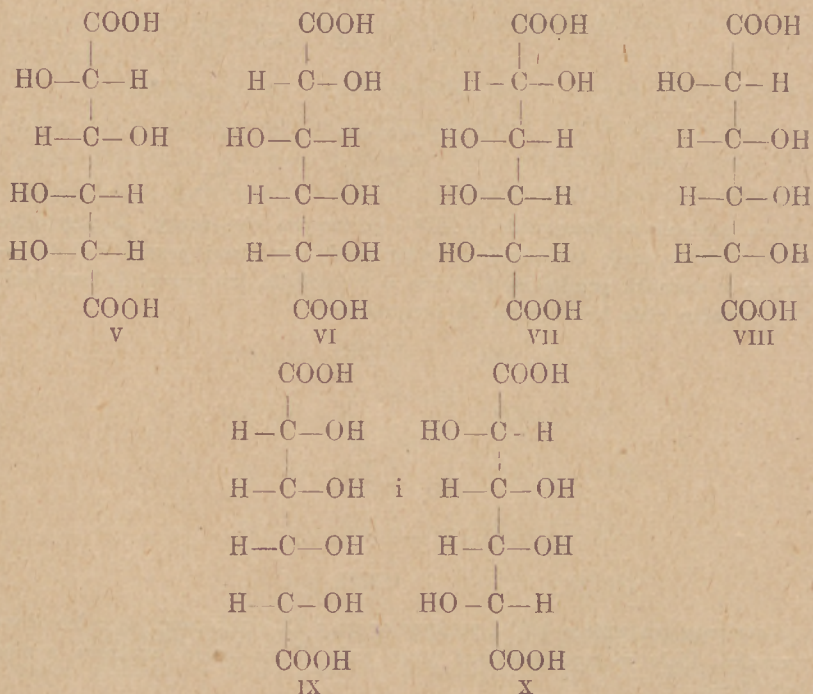 COOH COOH COOH COOH
HO—C—H H—C—OH H—C—OH HO—C—H
H—C—OH HO—C—H HO—C—H H—C—OH
HO—C—H H—C—OH HO—C—H H—C—OH
HO—C—H H—C—OH HO—C—H H—C—OH
COOH COOH COOH COOH
V VI VII VIII
COOH COOH
H—C—OH HO—C-H
H—C—OH i H—C—OH
H—C—OH H—C—OH
H C—OH HO—C—H
COOH COOH
IX X